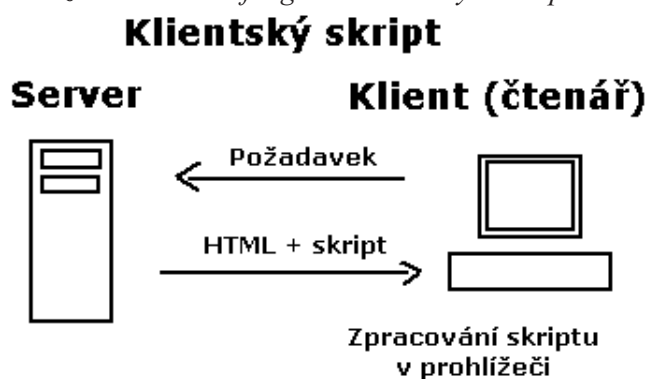 Klientský skript
Server
Klient (čtenář)
Požadavek
HTML + skript
Zpracování skriptu
v prohlížeči